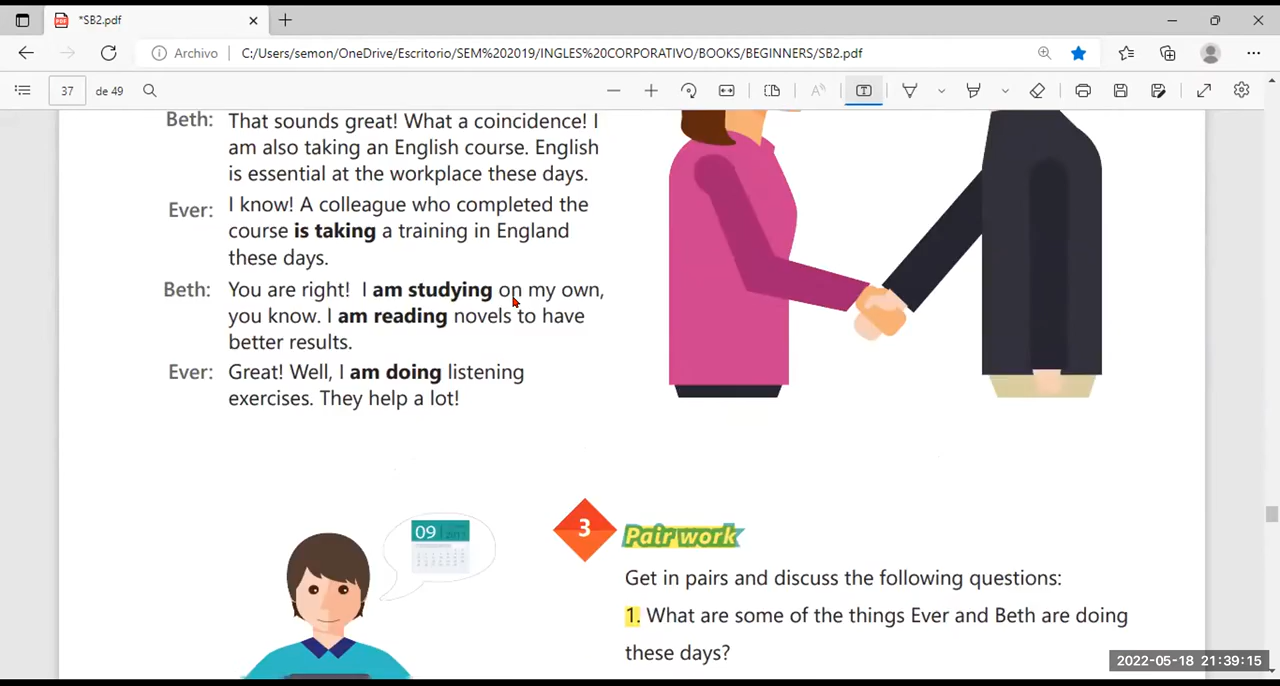 *SB2.pdf
Archivo
C:/Users/semon/OneDrive/Escritorio/SEM%202019/INGLES%20CORPORATIVO/BOOKS/BEGINNERS/SB2.pdf
37 de 49
Beth: That sounds great! What a coincidence! I
am also taking an English course. English
is essential at the workplace these days.
Ever: I know! A colleague who completed the
course is taking a training in England
these days.
Beth: You are right! I am studying on my own,
you know. I am reading novels to have
better results.
Ever: Great! Well, I am doing listening
exercises. They help a lot!
09
3
Pair work
Get in pairs and discuss the following questions:
1. What are some of the things Ever and Beth are doing
these days?
2022-05-18 21:39:15